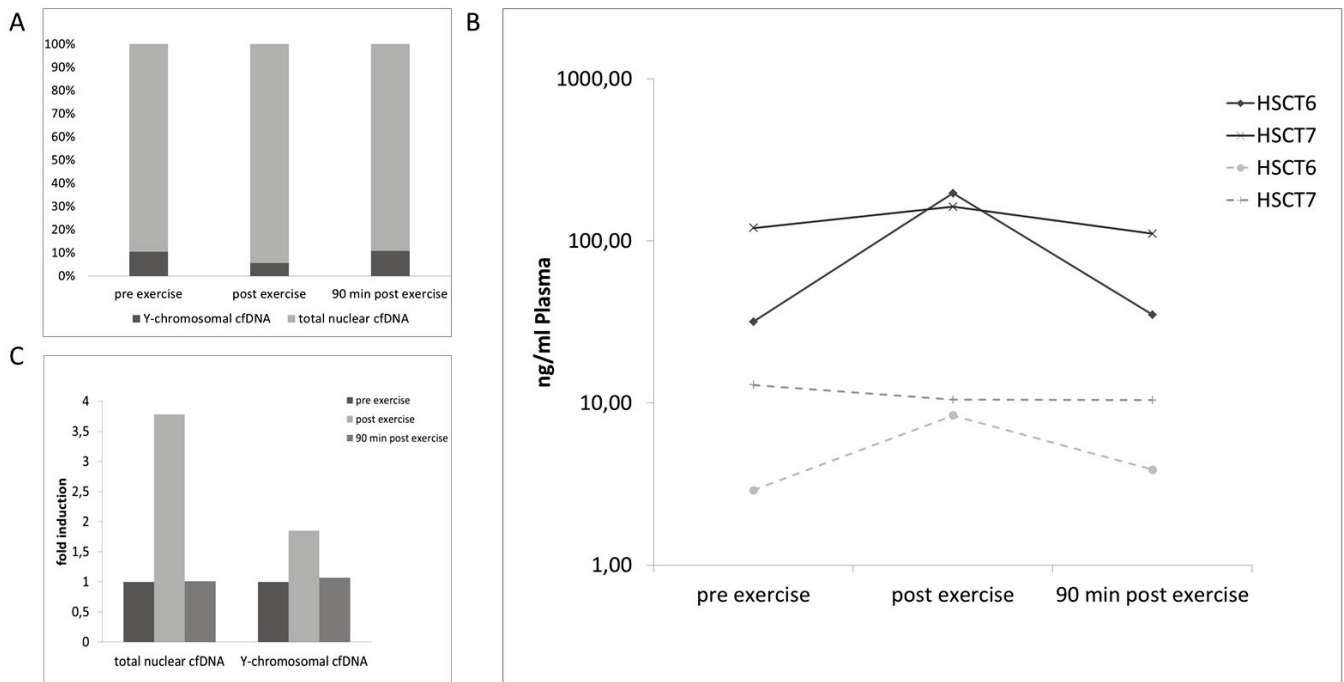 A
100%
90%
80%
70%
60%
50%
40%
30%
20%
10%
0%
pre exercise post exercise 90 min post exercise
Y-chromosomal cfDNA total nuclear cfDNA
B
1000,00
100,00
10,00
1,00
ng/ml Plasma
pre exercise post exercise 90 min post exercise
HSCT6
HSCT7
HSCT6
HSCT7
C
4
3,5
3
2,5
2
1,5
1
0,5
0
fold induction
pre exercise
post exercise
90 min post exercise
total nuclear cfDNA Y-chromosomal cfDNA